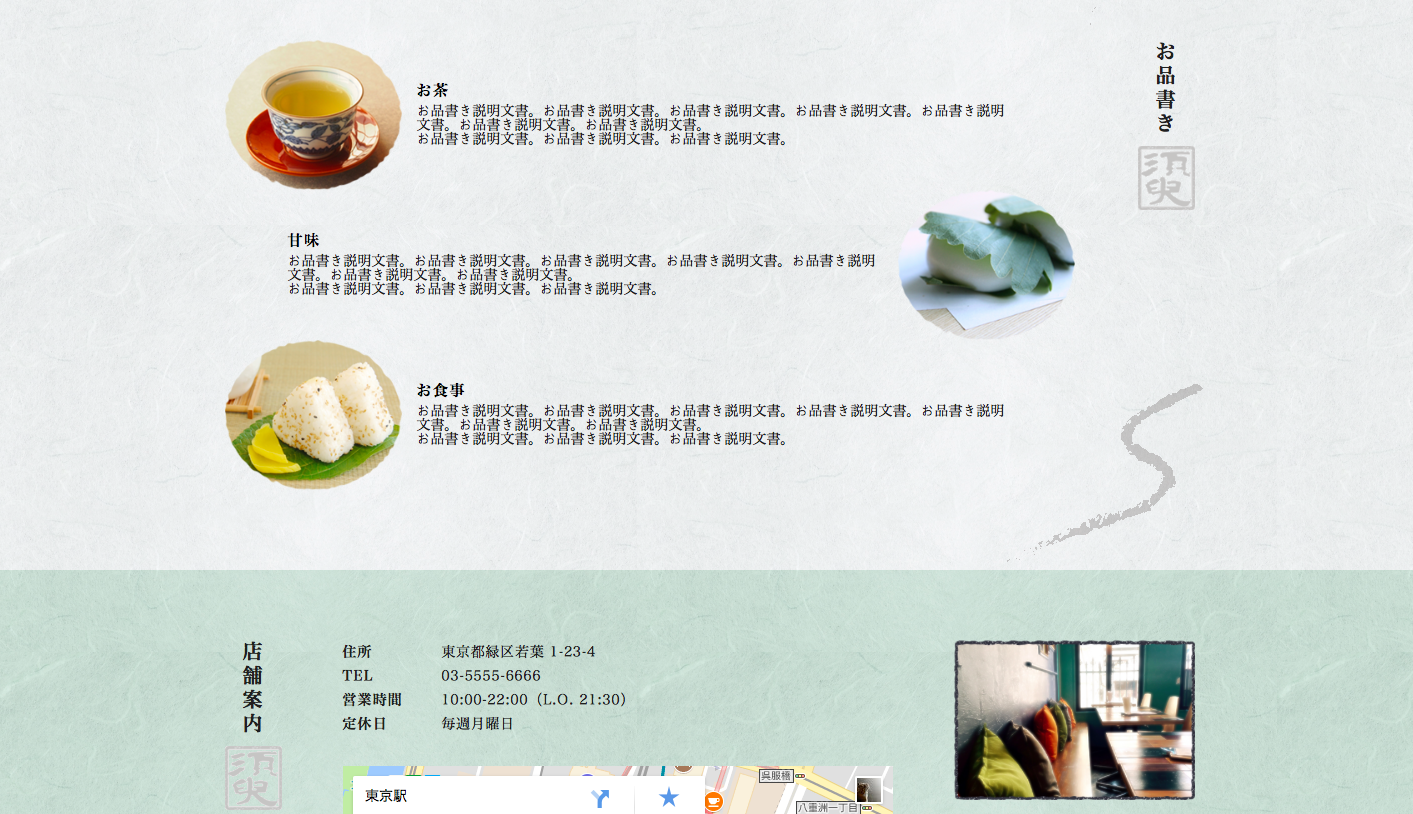 お品書き
須臾
お茶
お品書き説明文書。お品書き説明文書。お品書き説明文書。お品書き説明文書。お品書き説明
文書。お品書き説明文書。お品書き説明文書。
お品書き説明文書。お品書き説明文書。お品書き説明文書。
甘味
お品書き説明文書。お品書き説明文書。お品書き説明文書。お品書き説明文書。お品書き説明
文書。お品書き説明文書。お品書き説明文書。
お品書き説明文書。お品書き説明文書。お品書き説明文書。
お食事
お品書き説明文書。お品書き説明文書。お品書き説明文書。お品書き説明文書。お品書き説明
文書。お品書き説明文書。お品書き説明文書。
お品書き説明文書。お品書き説明文書。お品書き説明文書。
店舗案内
須臾
住所 東京都緑区若葉 1-23-4
TEL 03-5555-6666
営業時間 10:00-22:00（L.O. 21:30）
定休日 毎週月曜日
東京駅
呉服橋
八重洲一丁目